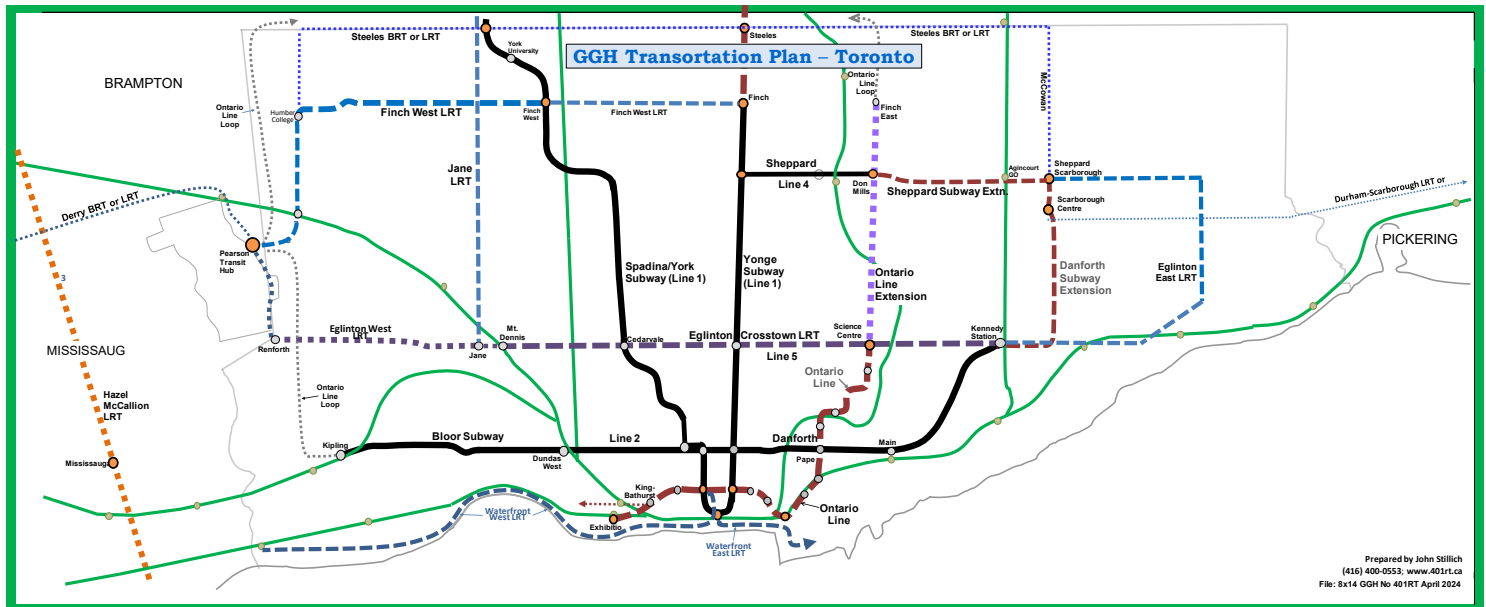 Steeles BRT or LRT
Steeles
Steeles BRT or LRT
York
University
GGH Transortation Plan – Toronto
BRAMPTON
Ontario
Line
Loop
Ontario
Line
Loop
McCowan
Humber
College
Finch West LRT
Finch
West
Finch West LRT
Finch
Finch
East
Jane
LRT
Sheppard
Line 4
Don
Mills
Agincourt
GO
Sheppard
Scarborough
Sheppard Subway Extn.
Scarborough
Centre
Durham-Scarborough LRT or
Derry BRT or LRT
Pearson
Transit
Hub
3
Spadina/York
Subway (Line 1)
Yonge
Subway
(Line 1)
Ontario
Line
Extension
Danforth
Subway
Extension
Eglinton
East LRT
PICKERING
Eglinton West
LRT
Renforth
Jane
Mt.
Dennis
Cedarvale
Eglinton Crosstown LRT
Line 5
Science
Centre
Kennedy
Station
MISSISSAUG
Hazel
McCallion
LRT
Ontario
Line
Loop
Ontario
Line
Kipling
Bloor Subway
Line 2
Dundas
West
Danforth
Pape
Main
Mississaug
King-
Bathurst
Exhibitio
Ontario
Line
Waterfront
West LRT
Waterfront
East LRT
Prepared by John Stillich
(416) 400-0553; www.401rt.ca
File: 8x14 GGH No 401RT April 2024